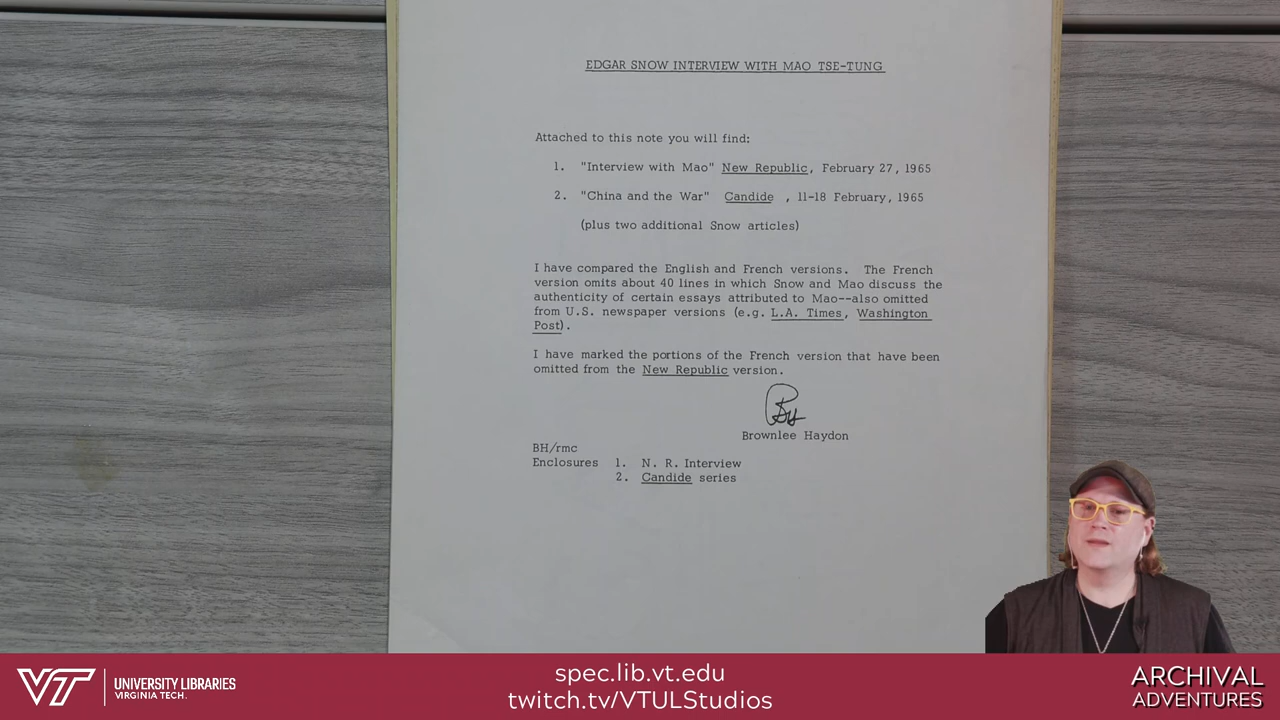 EDGAR SNOW INTERVIEW WITH MAO TSE-TUNG
Attached to this note you will find:
1. "Interview with Mao" New Republic, February 27, 1965
2. "China and the War" Candide , 11-18 February, 1965
(plus two additional Snow articles)
I have compared the English and French versions. The French
version omits about 40 lines in which Snow and Mao discuss the
authenticity of certain essays attributed to Mao--also omitted
from U.S. newspaper versions (e.g. L.A. Times, Washington
Post).
I have marked the portions of the French version that have been
omitted from the New Republic version.
Brownlee Haydon
BH/rmc
Enclosures 1. N. R. Interview
2. Candide series
VT UNIVERSITY LIBRARIES
VIRGINIA TECH.
spec.lib.vt.edu
twitch.tv/VTULStudios
ARCHIVAL
ADVENTURES